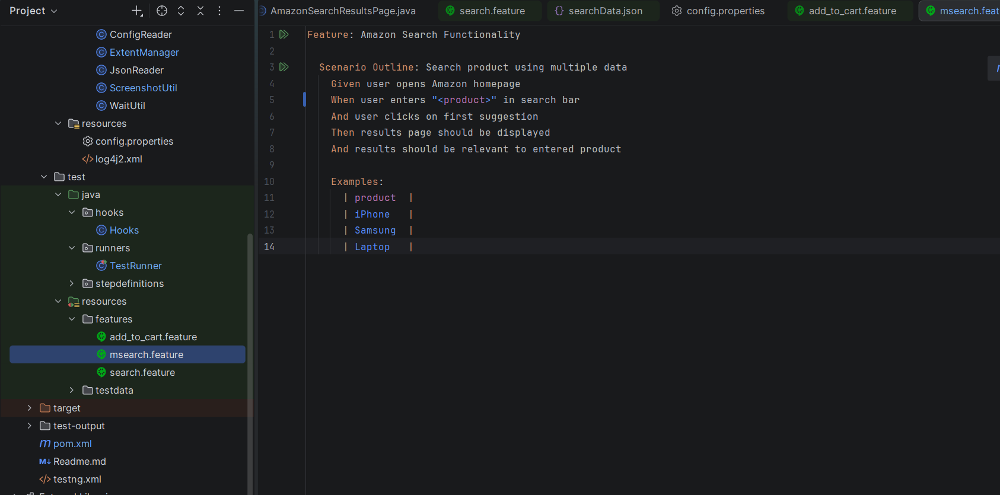 Project
ConfigReader
ExtentManager
JsonReader
ScreenshotUtil
WaitUtil
resources
config.properties
log4j2.xml
test
java
hooks
Hooks
runners
TestRunner
stepdefinitions
resources
features
add_to_cart.feature
msearch.feature
search.feature
testdata
target
test-output
pom.xml
Readme.md
testng.xml
AmazonSearchResultsPage.java
search.feature
searchData.json
config.properties
add_to_cart.feature
msearch.feat
1 Feature: Amazon Search Functionality
2
3 Scenario Outline: Search product using multiple data
4 Given user opens Amazon homepage
5 When user enters "<product>" in search bar
6 And user clicks on first suggestion
7 Then results page should be displayed
8 And results should be relevant to entered product
9
10 Examples:
11 | product |
12 | iPhone |
13 | Samsung |
14 | Laptop |